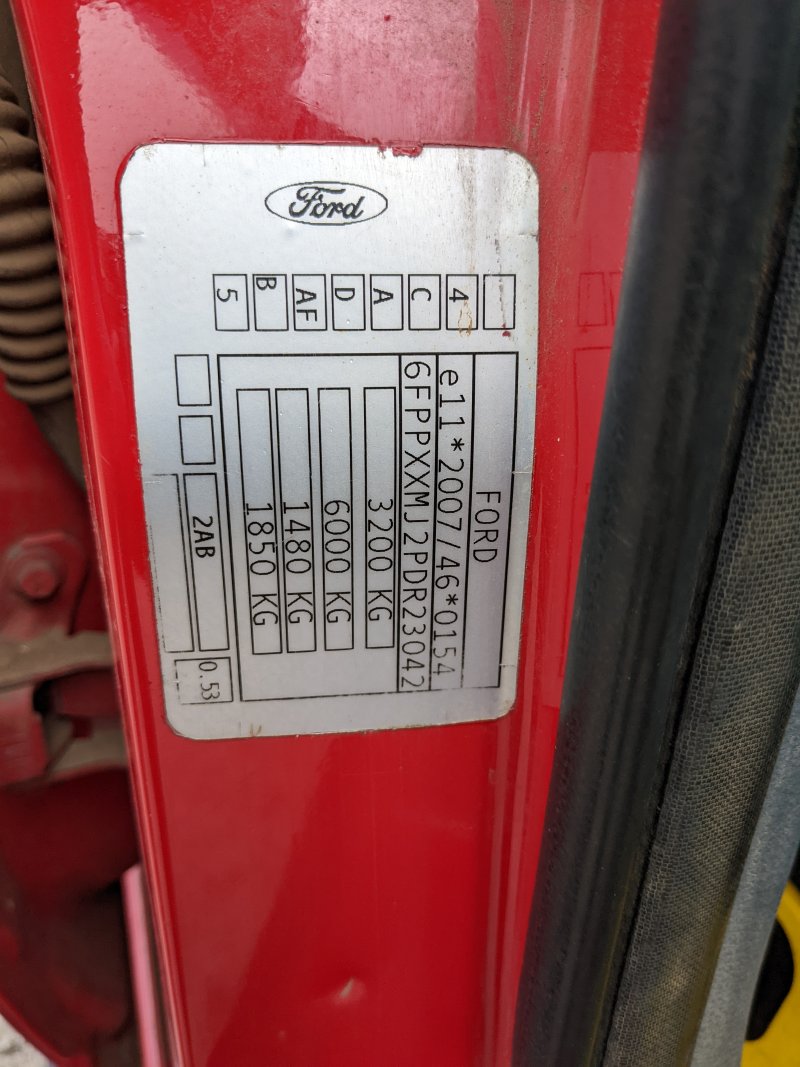 Ford
4
C
A
D
AF
B
5
FORD
e11*2007/46*0154
6FPPXXMJ2PDR23042
3200 KG
6000 KG
1480 KG
1850 KG
2AB
0.53